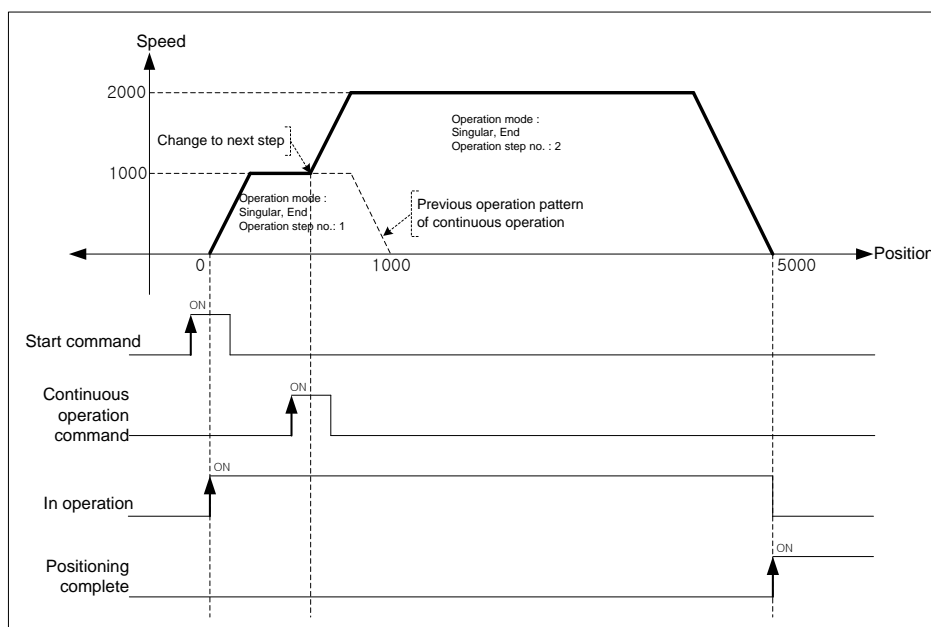 Speed
2000
Operation mode :
Singular, End
Operation step no. : 2
Change to next step
1000
Operation mode :
Singular, End
Operation step no.: 1
Previous operation pattern
of continuous operation
0
1000
5000
Position
ON
Start command
ON
Continuous
operation
command
ON
In operation
ON
Positioning
complete